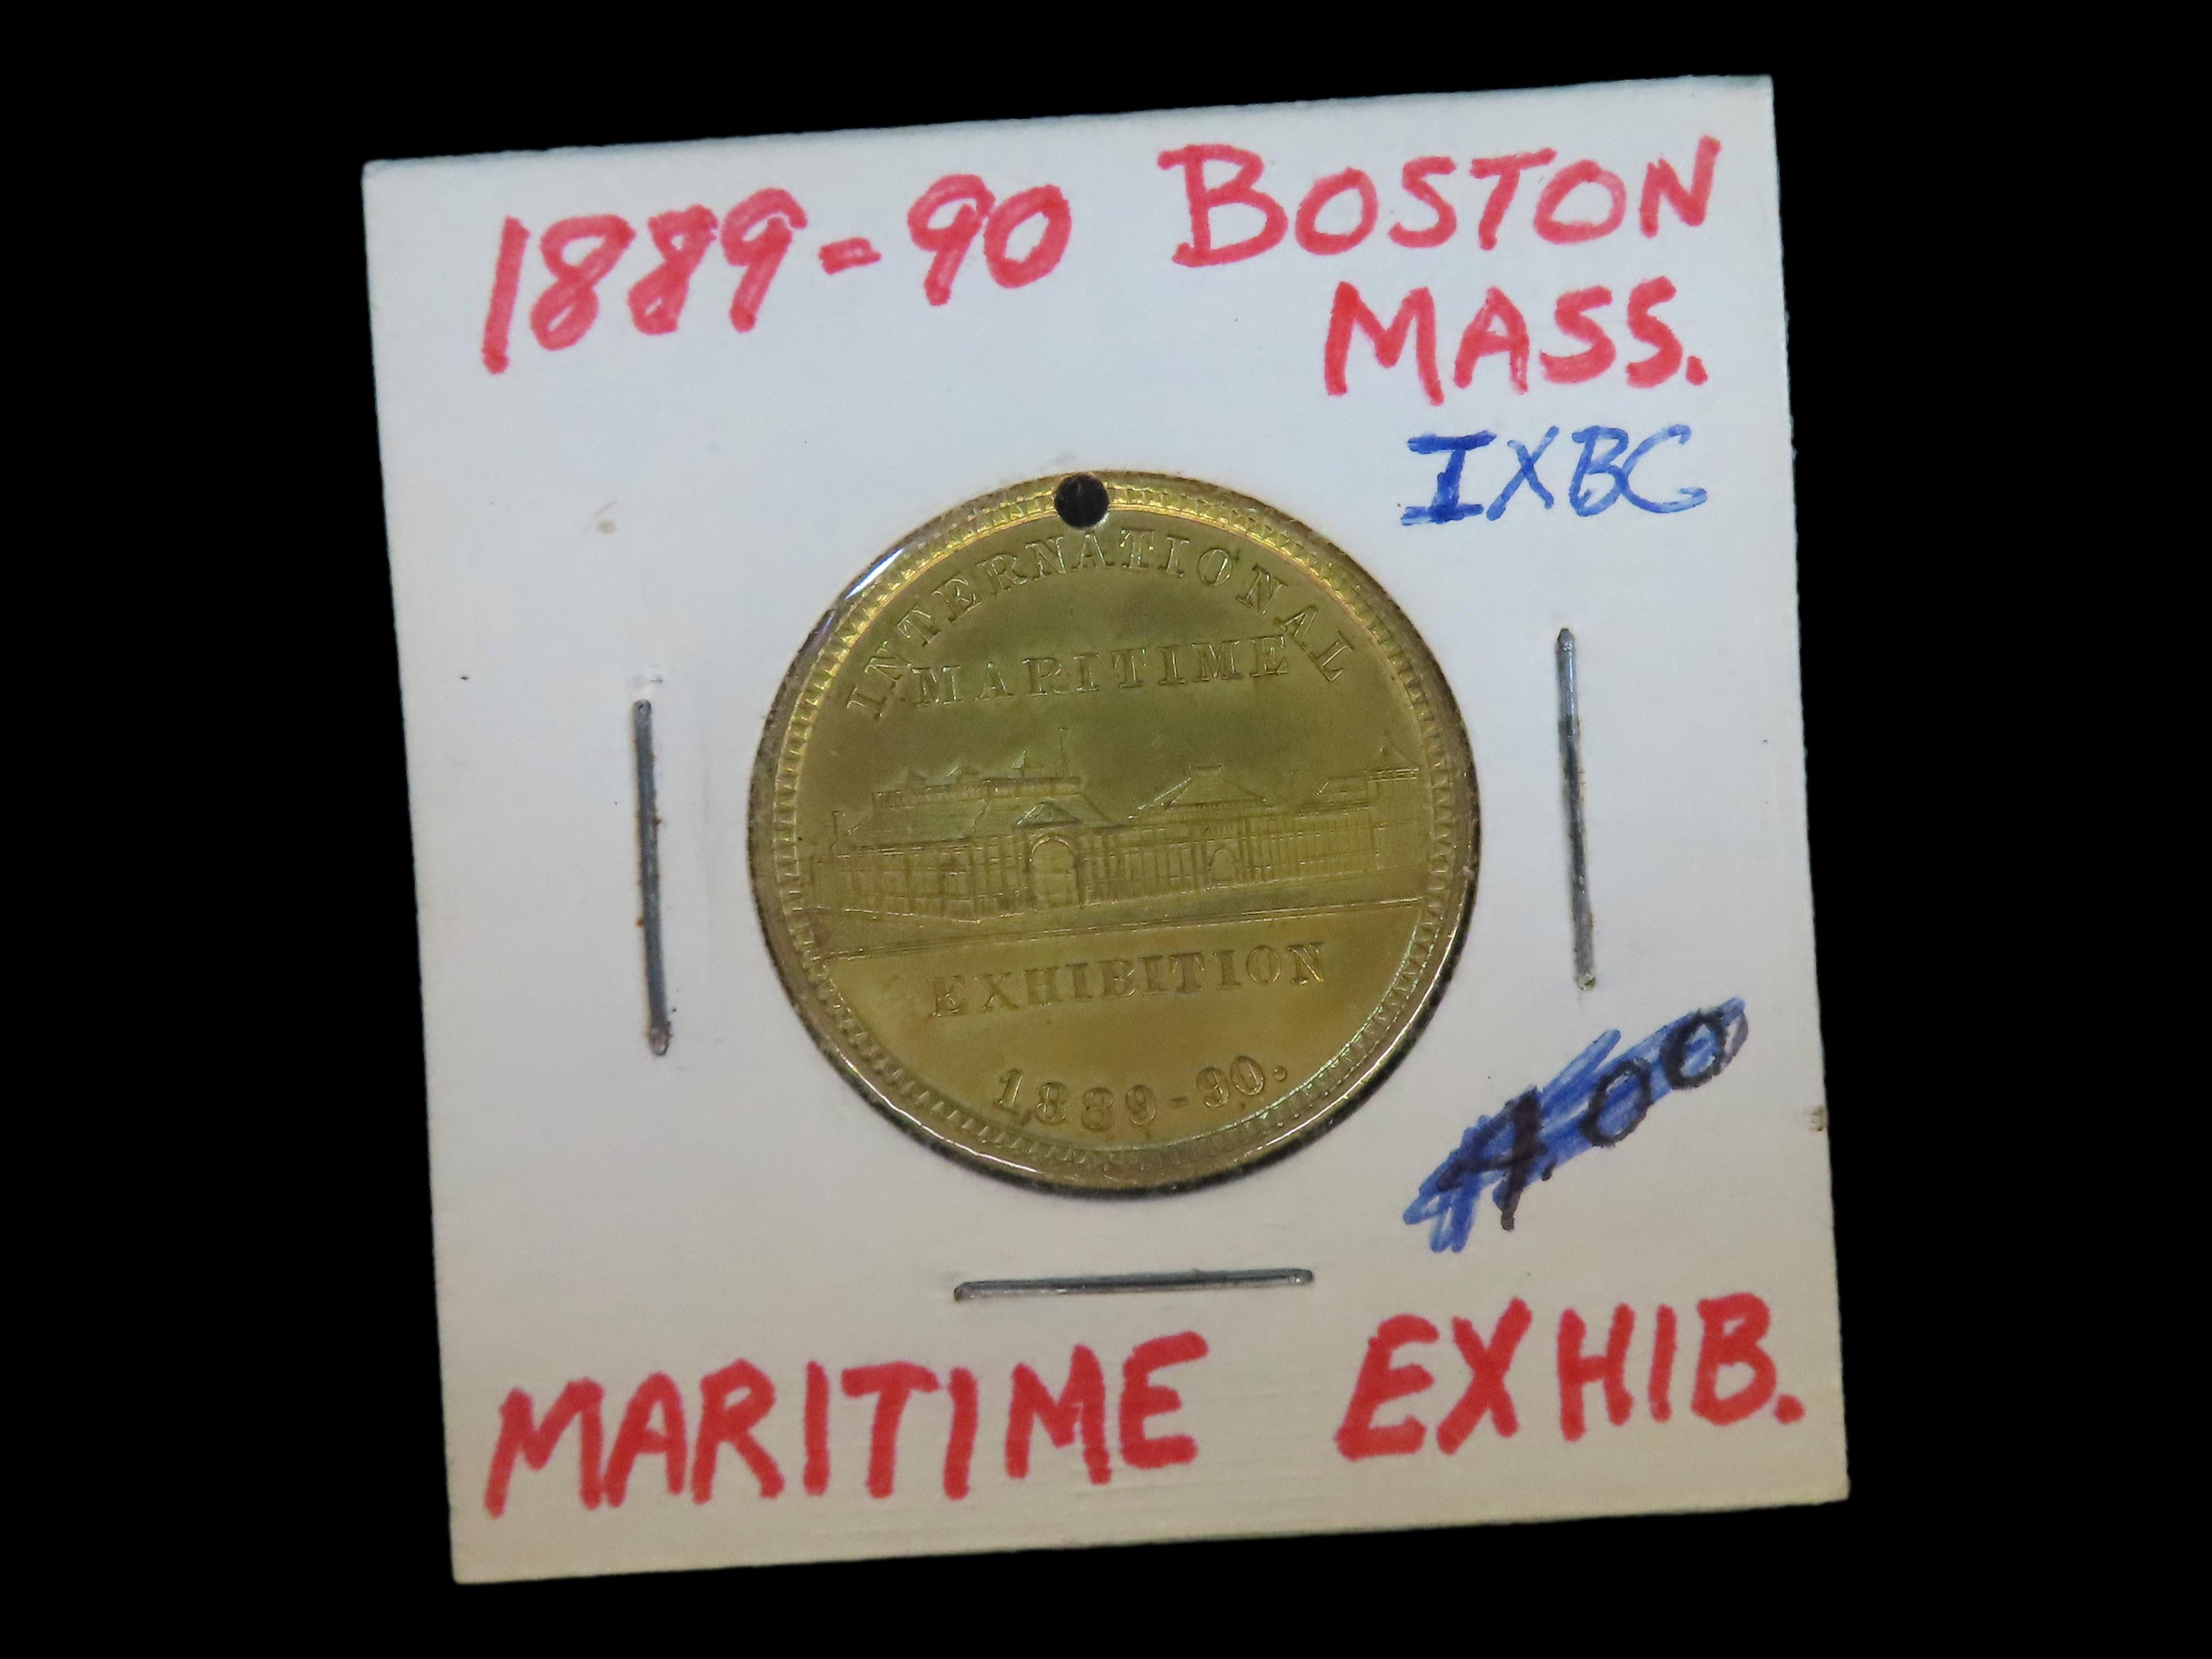 1889-90 BOSTON
MASS.
IXBC
INTERNATIONAL
MARITIME
EXHIBITION
1889-90.
MARITIME EXHIB.